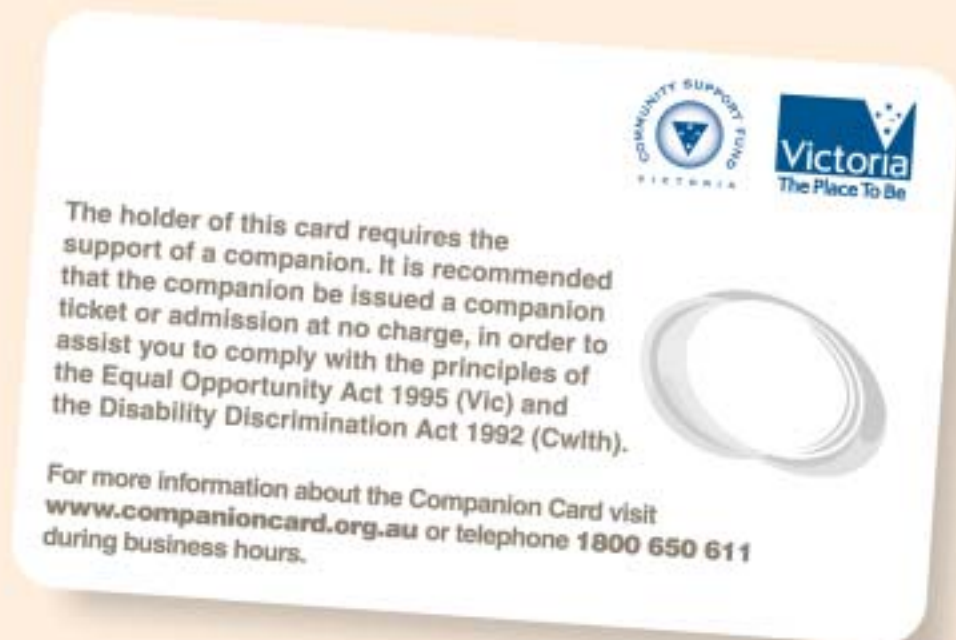 COMMUNITY SUPPORT FUND
VICTORIA
Victoria
The Place To Be
The holder of this card requires the
support of a companion. It is recommended
that the companion be issued a companion
ticket or admission at no charge, in order to
assist you to comply with the principles of
the Equal Opportunity Act 1995 (Vic) and
the Disability Discrimination Act 1992 (Cwlth).
For more information about the Companion Card visit
www.companioncard.org.au or telephone 1800 650 611
during business hours.